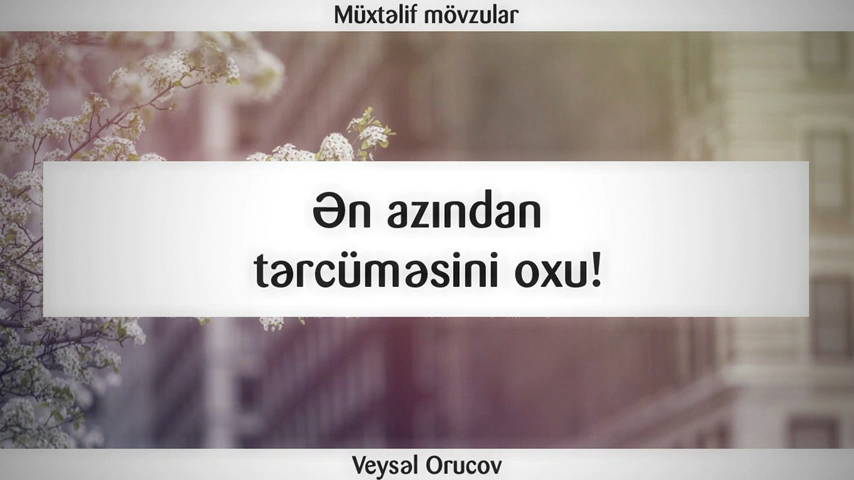 Müxtəlif mövzular
Ən azından
tərcüməsini oxu!
Veysəl Orucov